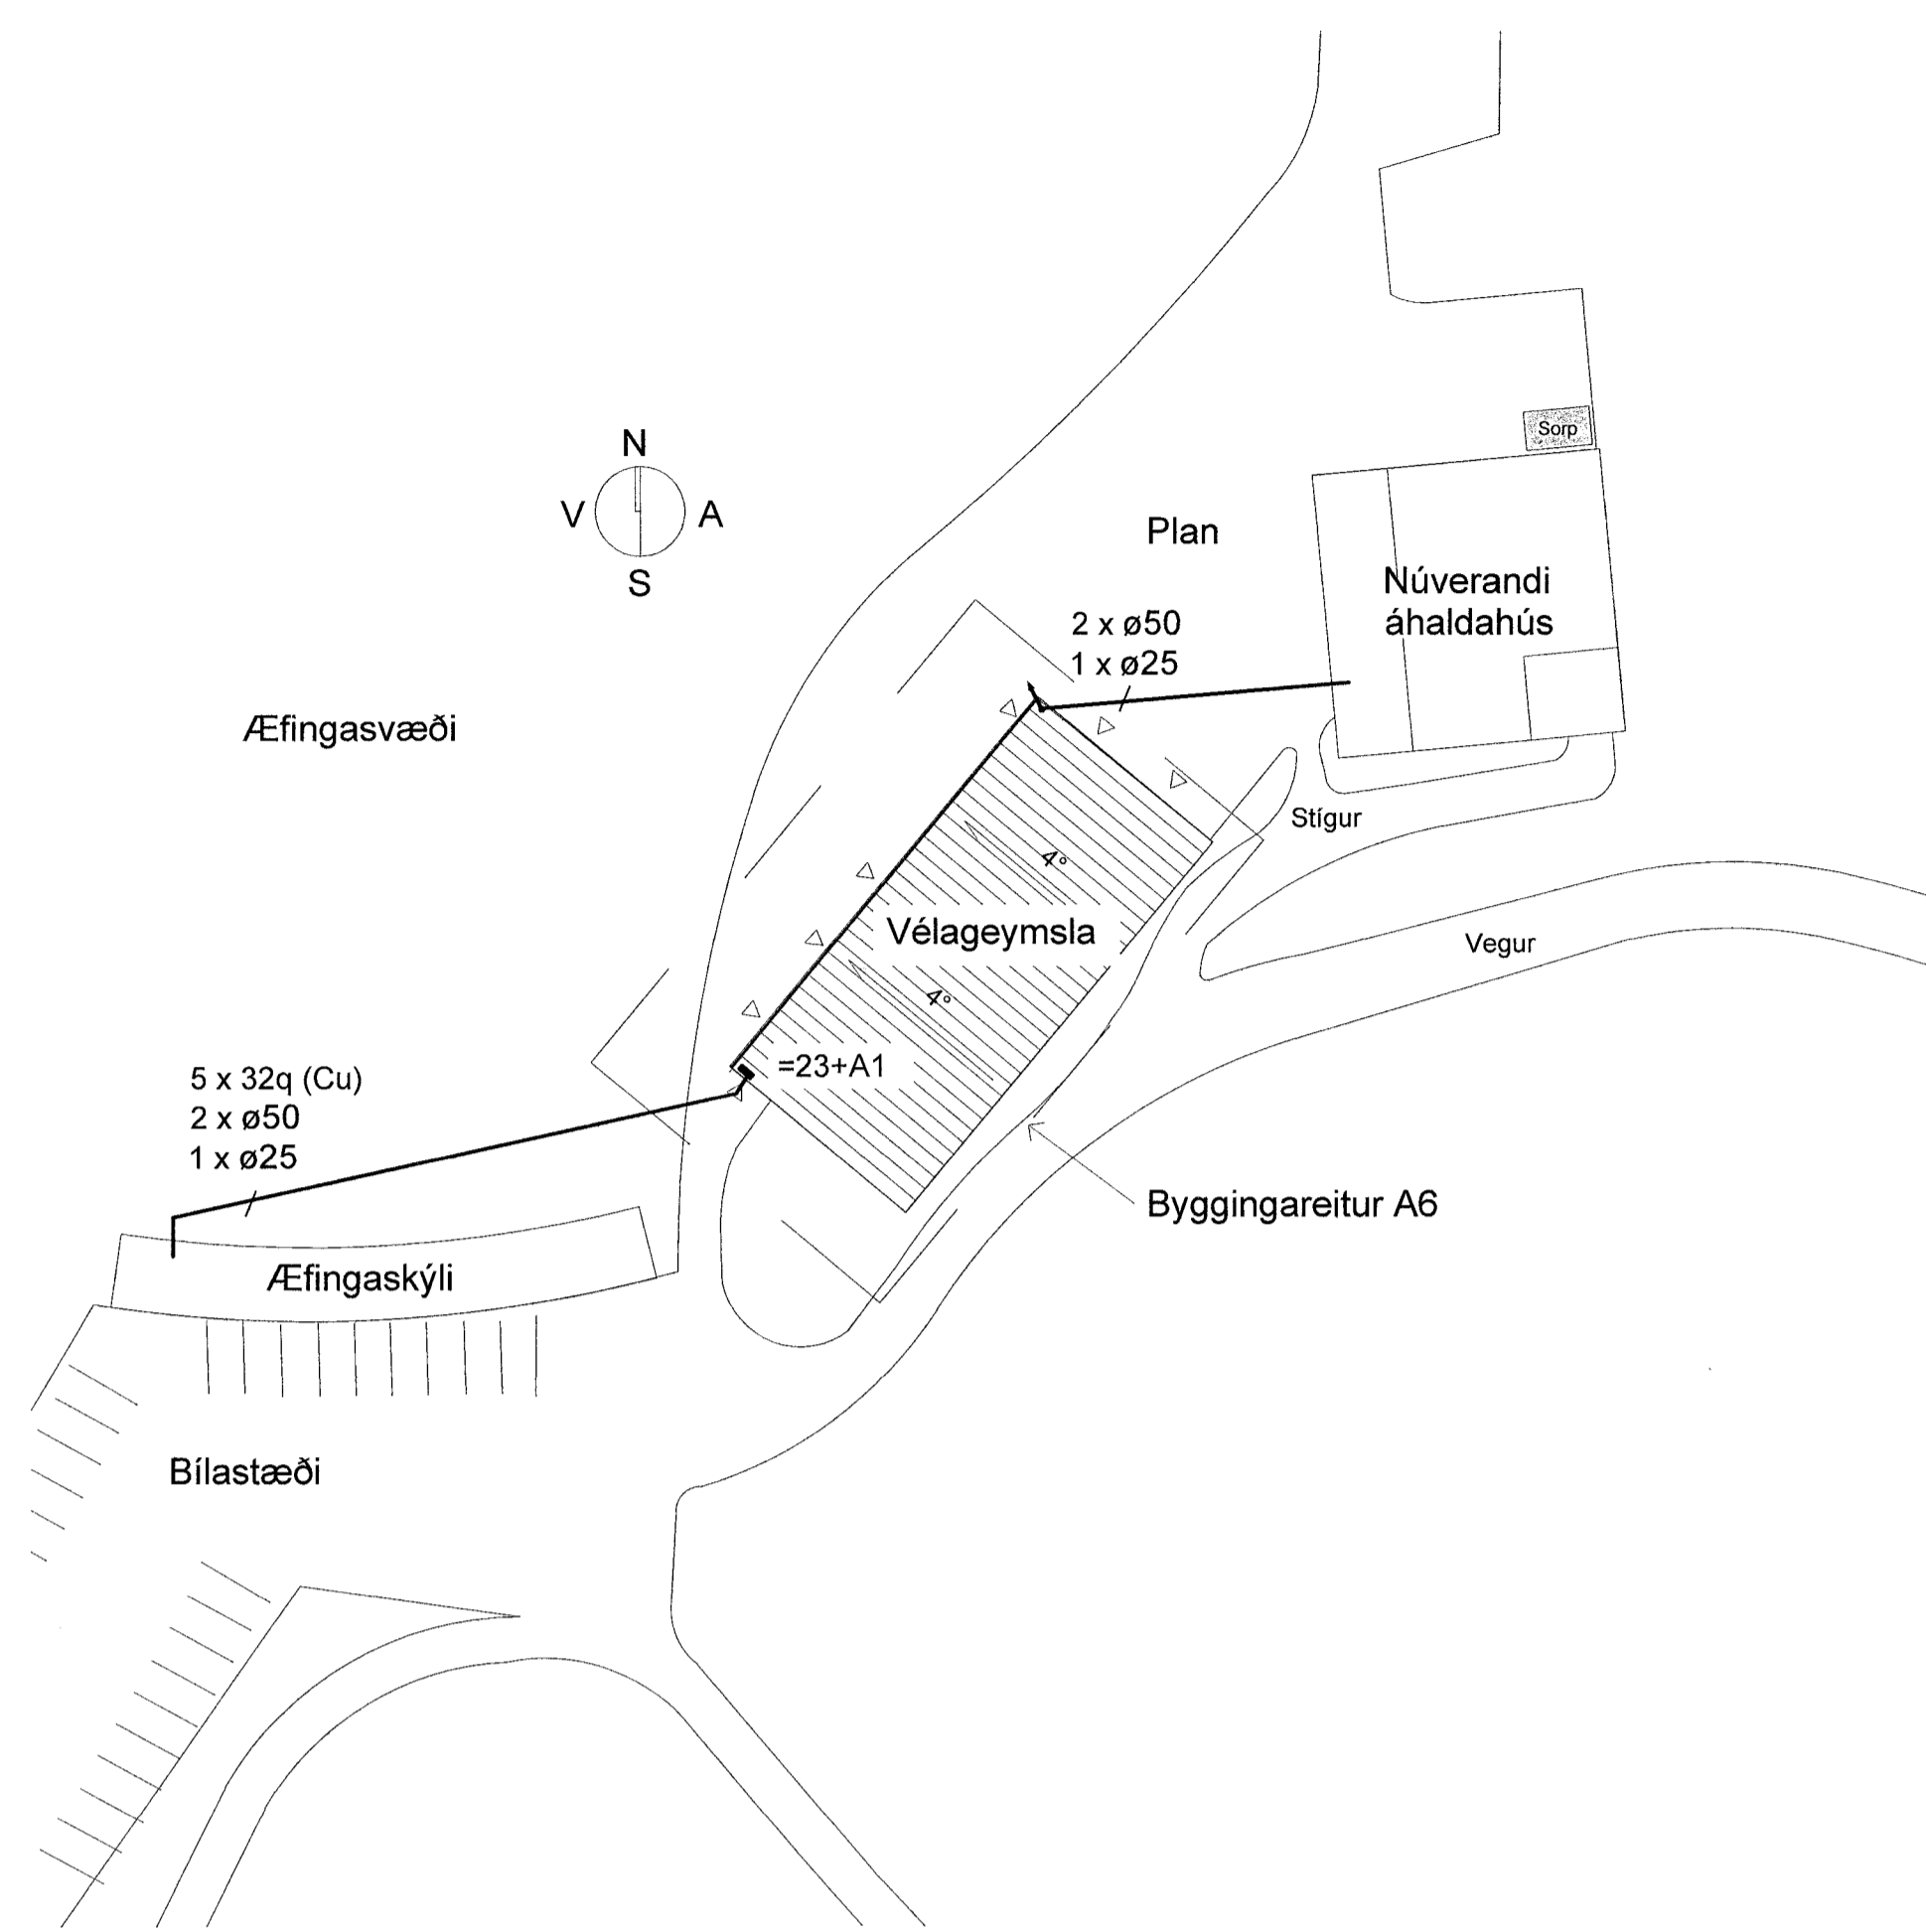 Sorp
N
V
A
S
Plan
Núverandi
áhaldahús
2 x ø50
1 x ø25
Æfingasvæði
Stígur
4°
Vélageymsla
Vegur
4°
=23+A1
5 x 32q (Cu)
2 x ø50
1 x ø25
Byggingareitur A6
Æfingaskýli
Bílastæði